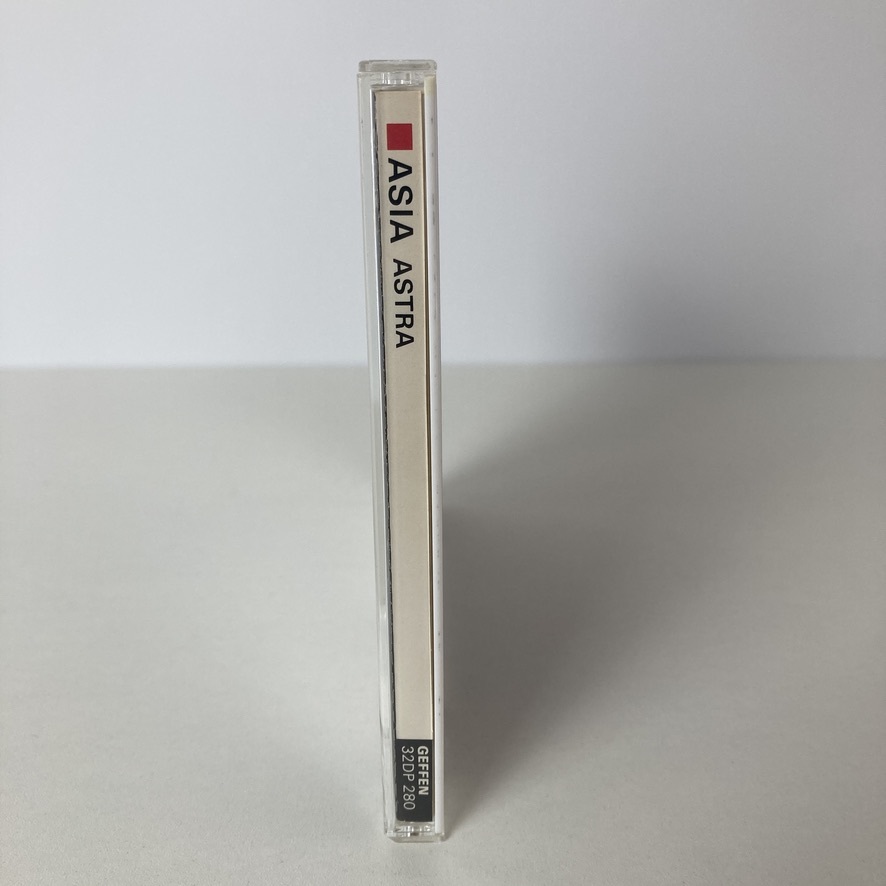 ASIA ASTRA
GEFFEN
32DP 280